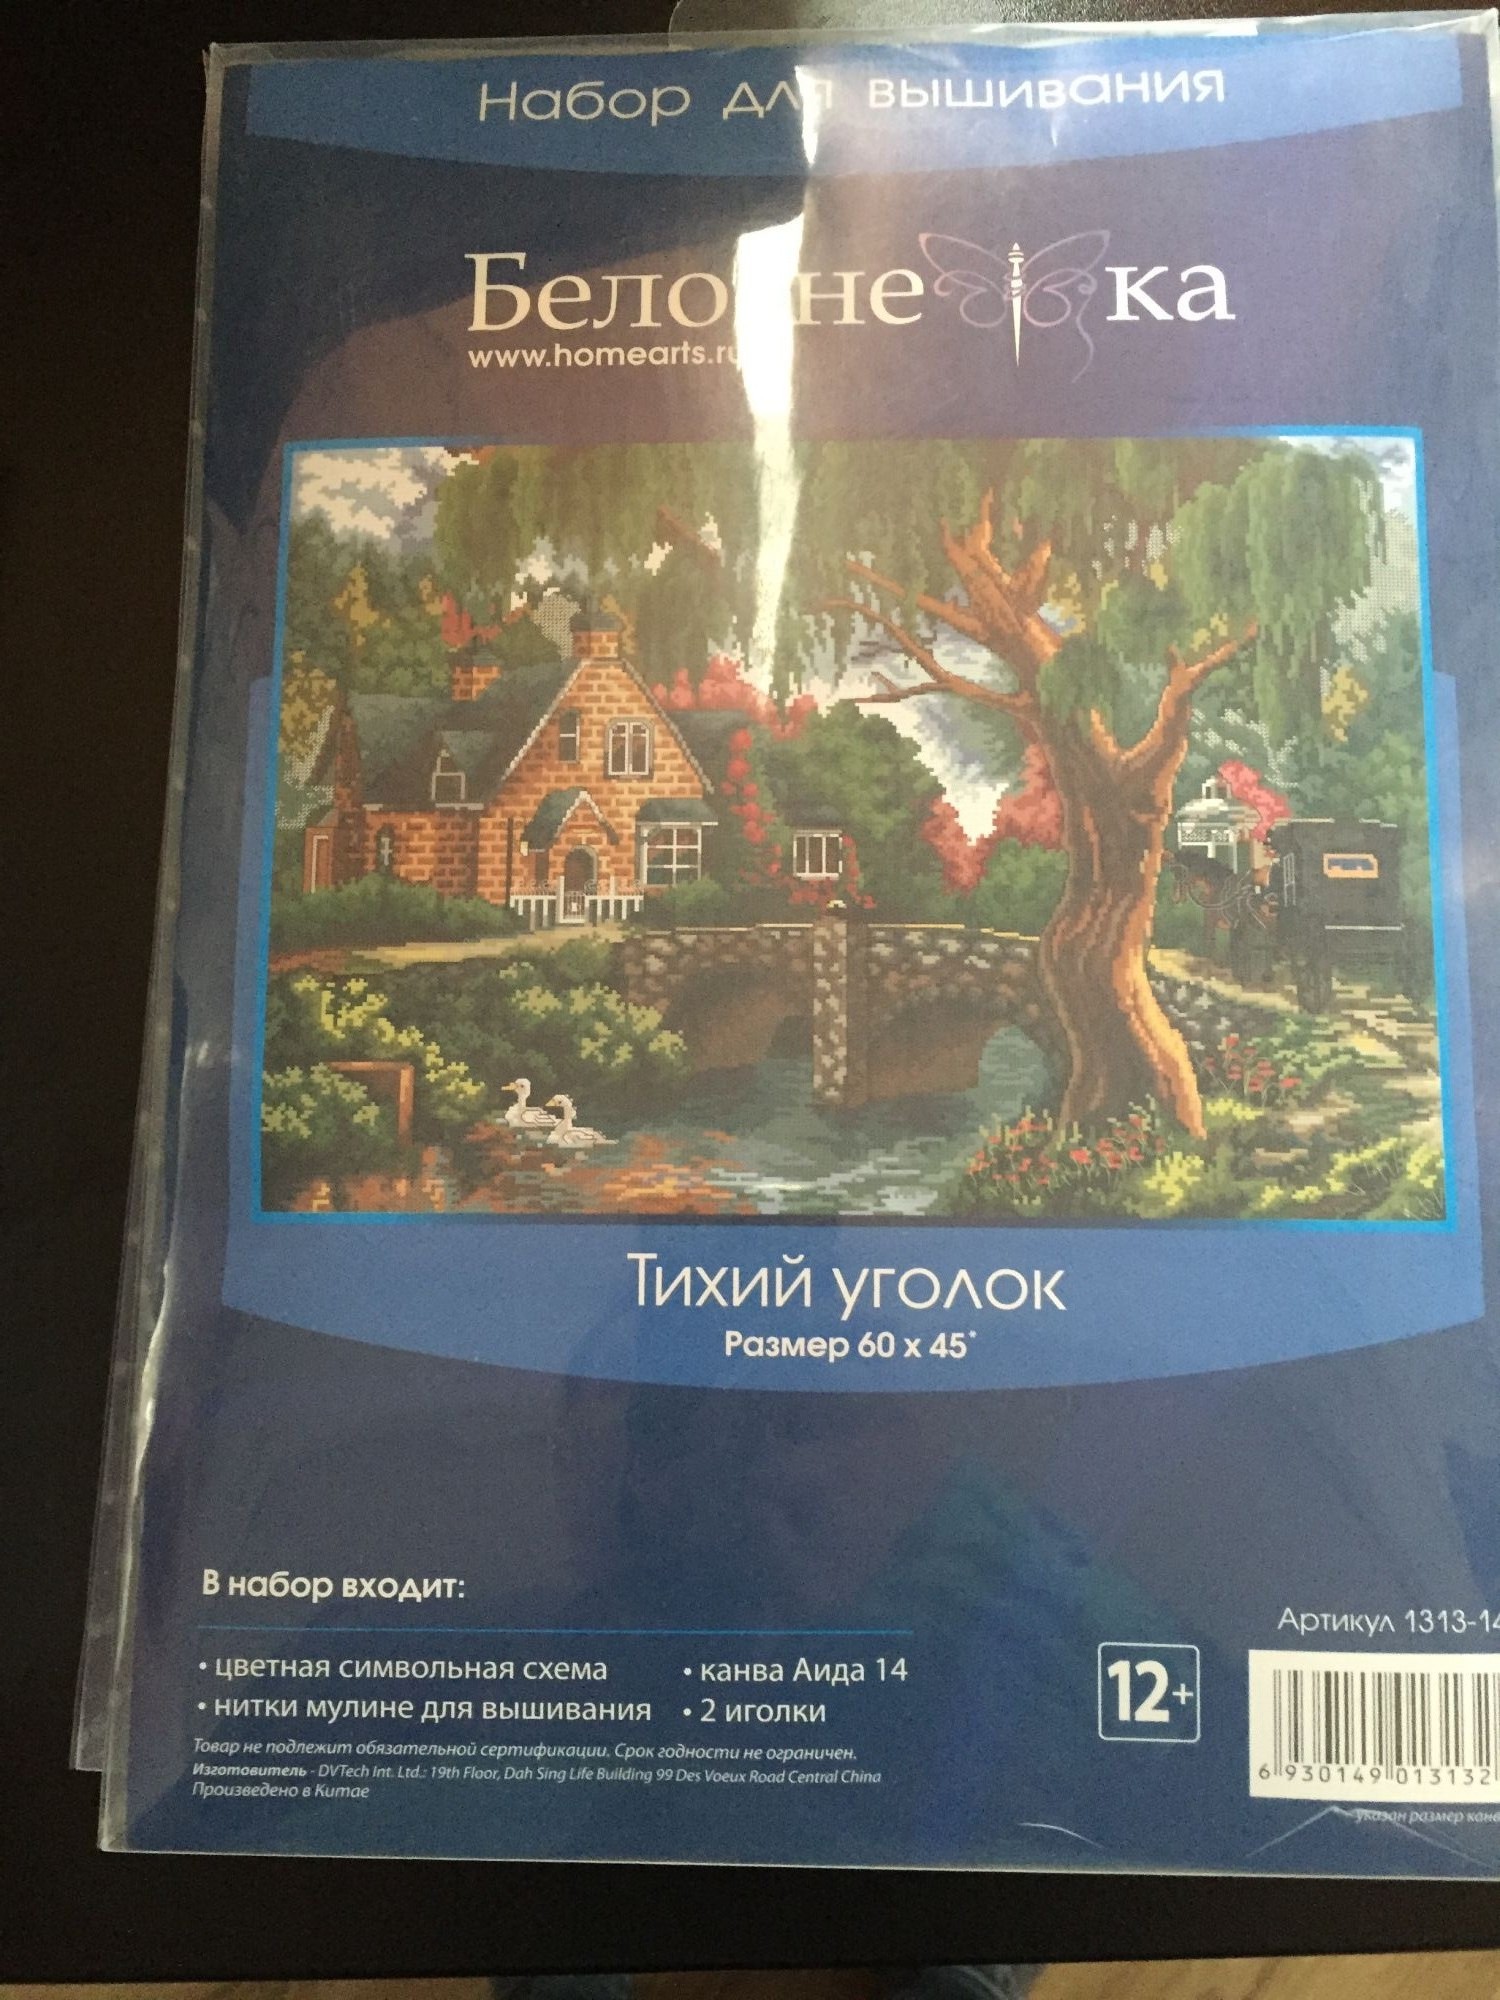 Набор для вышивания
Белоснежка
www.homearts.ru
Тихий уголок
Размер 60 х 45*
В набор входит:
• цветная символьная схема
• канва Аида 14
• нитки мулине для вышивания
• 2 иголки
Товар не подлежит обязательной сертификации. Срок годности не ограничен.
Изготовитель - DVTech Int. Ltd.: 19th Floor, Dah Sing Life Building 99 Des Voeux Road Central China
Произведено в Китае
12+
Артикул 1313-14
6 930149 013132
указан размер